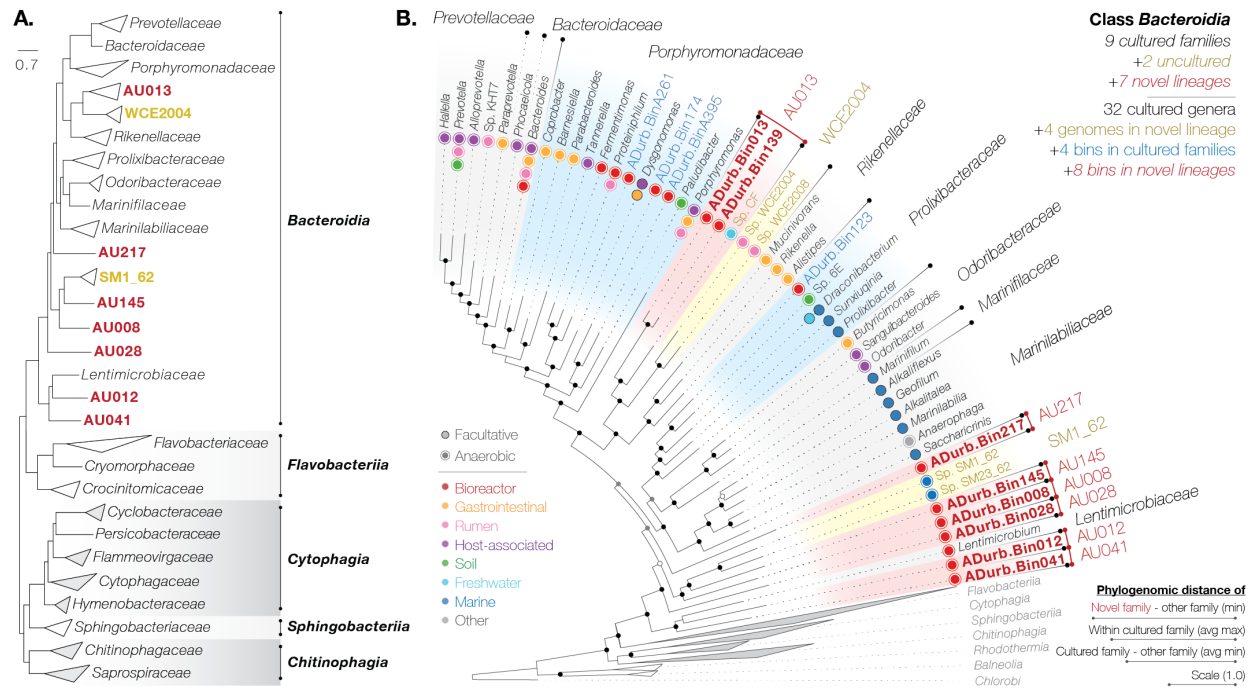 A.
0.7
Prevotellaceae
Bacteroidaceae
Porphyromonadaceae
AU013
WCE2004
Rikenellaceae
Prolixibacteraceae
Odoribacteraceae
Marinifilaceae
Marinilabiliaceae
AU217
SM1_62
AU145
AU008
AU028
Lentimicrobiaceae
AU012
AU041
Flavobacteriaceae
Cryomorphaceae
Crocinitomicaceae
Cyclobacteraceae
Persicobacteraceae
Flammeovirgaceae
Cytophagaceae
Hymenobacteraceae
Sphingobacteriaceae
Chitinophagaceae
Saprospiraceae
Bacteroidia
Flavobacteriia
Cytophagia
Sphingobacteriia
Chitinophagia
B.
Prevotellaceae
Bacteroidaceae
Porphyromonadaceae
AU013
WCE2004
Rikenellaceae
Prolixibacteraceae
Odoribacteraceae
Marinifilaceae
Marinilabiliaceae
AU217
SM1_62
AU145
AU008
AU028
Lentimicrobiaceae
AU012
AU041
Hallella
Prevotella
Alloprevotella
Sp. KHT7
Paraprevotella
Phocaeicola
Bacteroides
Coprobacter
Barnesiella
Parabacteroides
Tannerella
Fermentimonas
Proteniphilum
ADurb.BinA261
Dysgonomonas
ADurb.Bin174
ADurb.BinA395
Paludibacter
Porphyromonas
ADurb.Bin013
ADurb.Bin139
Sp. CF
Sp. WCE2004
Sp. WCE2008
Mucinivorans
Rikenella
Alistipes
ADurb.Bin123
Sp. 6E
Draconibacterium
Sunxiuqinia
Prolixibacter
Butyricimonas
Sanguibacteroides
Odoribacter
Marinifilum
Alkaliflexus
Geofilum
Alkalitalea
Marinilabilia
Anaerophaga
Saccharicrinis
ADurb.Bin217
Sp. SM1_62
Sp. SM23_62
ADurb.Bin145
ADurb.Bin008
ADurb.Bin028
Lentimicrobium
ADurb.Bin012
ADurb.Bin041
Flavobacteriia
Cytophagia
Sphingobacteriia
Chitinophagia
Rhodothermia
Balneolia
Chlorobi
Facultative
Anaerobic
Bioreactor
Gastrointestinal
Rumen
Host-associated
Soil
Freshwater
Marine
Other
Class Bacteroidia
9 cultured families
+2 uncultured
+7 novel lineages
32 cultured genera
+4 genomes in novel lineage
+4 bins in cultured families
+8 bins in novel lineages
Phylogenomic distance of
Novel family - other family (min)
Within cultured family (avg max)
Cultured family - other family (avg min)
Scale (1.0)